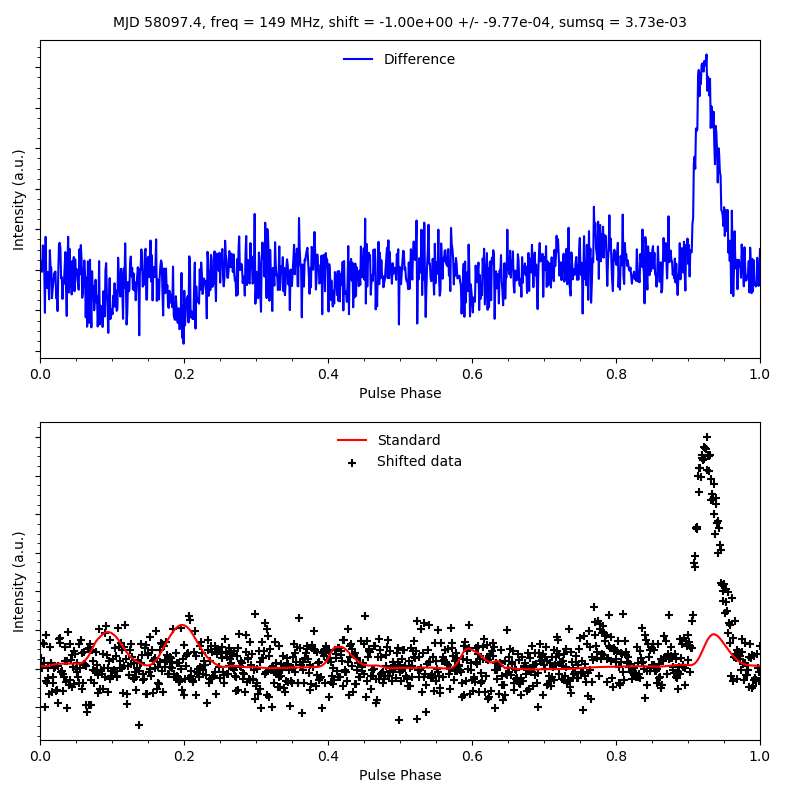 MJD 58097.4, freq = 149 MHz, shift = -1.00e+00 +/- -9.77e-04, sumsq = 3.73e-03
Difference
Intensity (a.u.)
0.0 0.2 0.4 0.6 0.8 1.0
Pulse Phase
Standard
Shifted data
Intensity (a.u.)
0.0 0.2 0.4 0.6 0.8 1.0
Pulse Phase